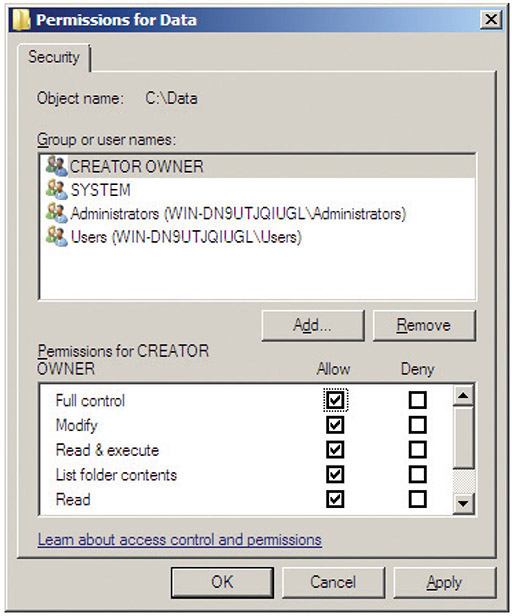 Permissions for Data
Security
Object name: C:\Data
Group or user names:
CREATOR OWNER
SYSTEM
Administrators (WIN-DN9UTJQIUGL\Administrators)
Users (WIN-DN9UTJQIUGL\Users)
Add...
Remove
Permissions for CREATOR
OWNER
Allow
Deny
Full control
Modify
Read & execute
List folder contents
Read
Learn about access control and permissions
OK
Cancel
Apply